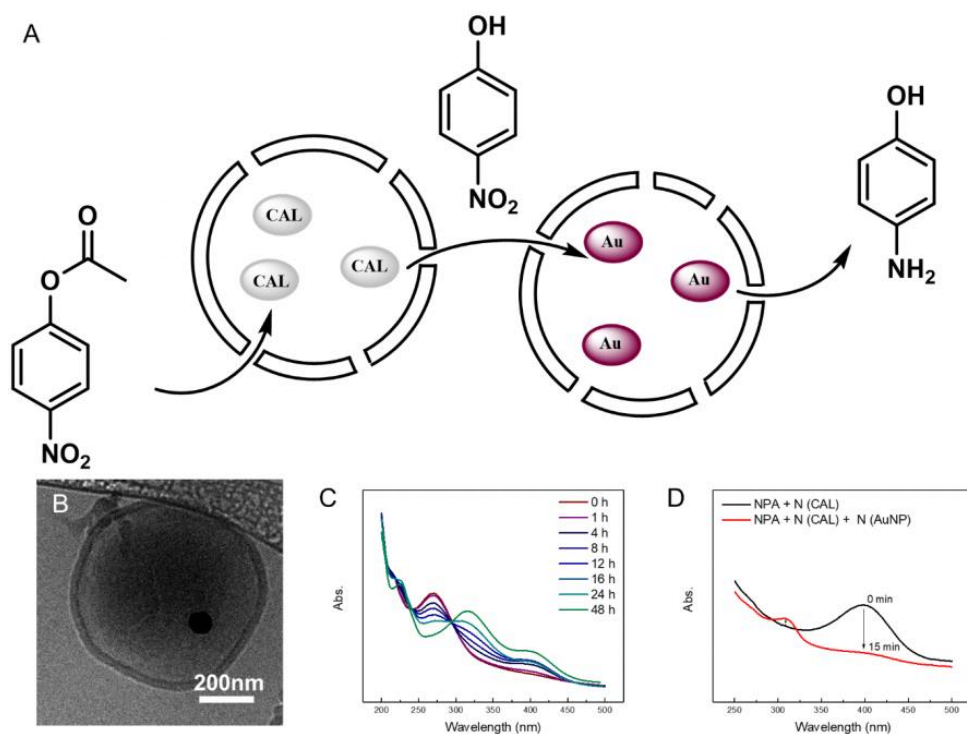 A
OH
NO2
OH
NH2
O
O
NO2
CAL
CAL
CAL
Au
Au
Au
B
200nm
C
0 h
1 h
4 h
8 h
12 h
16 h
24 h
48 h
Abs.
200 250 300 350 400 450 500
Wavelength (nm)
D
NPA + N (CAL)
NPA + N (CAL) + N (AuNP)
0 min
15 min
Abs.
250 300 350 400 450 500
Wavelength (nm)